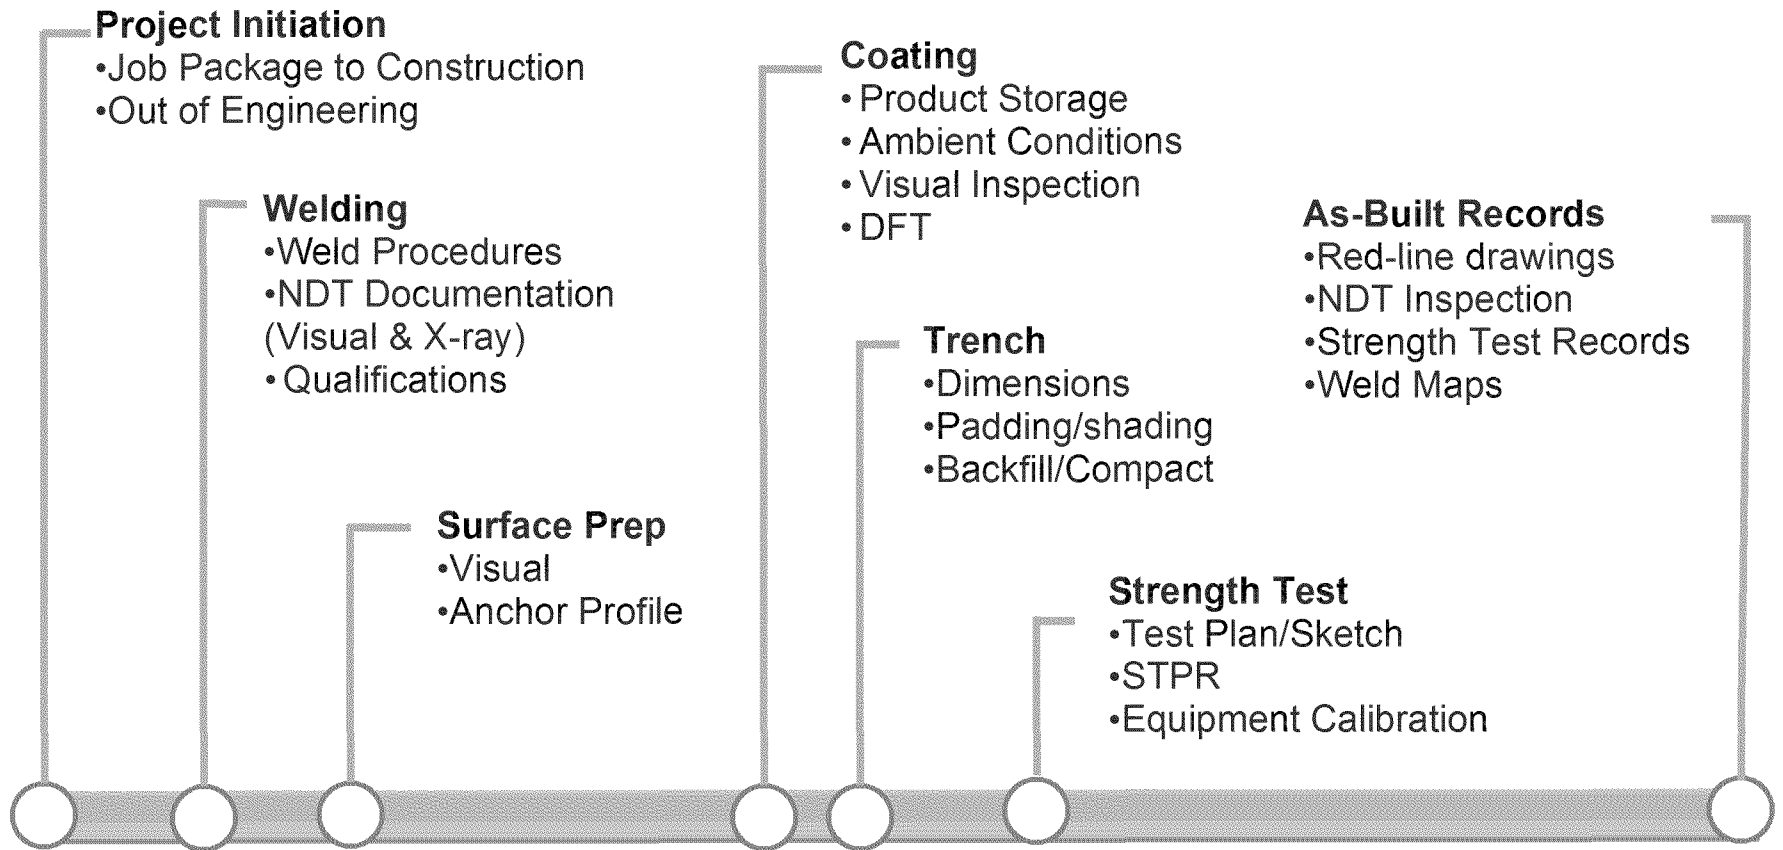 Project Initiation
•Job Package to Construction
•Out of Engineering
Welding
•Weld Procedures
•NDT Documentation
(Visual & X-ray)
• Qualifications
Surface Prep
•Visual
•Anchor Profile
Coating
• Product Storage
• Ambient Conditions
• Visual Inspection
• DFT
Trench
•Dimensions
•Padding/shading
•Backfill/Compact
Strength Test
•Test Plan/Sketch
•STPR
•Equipment Calibration
As-Built Records
•Red-line drawings
•NDT Inspection
•Strength Test Records
•Weld Maps